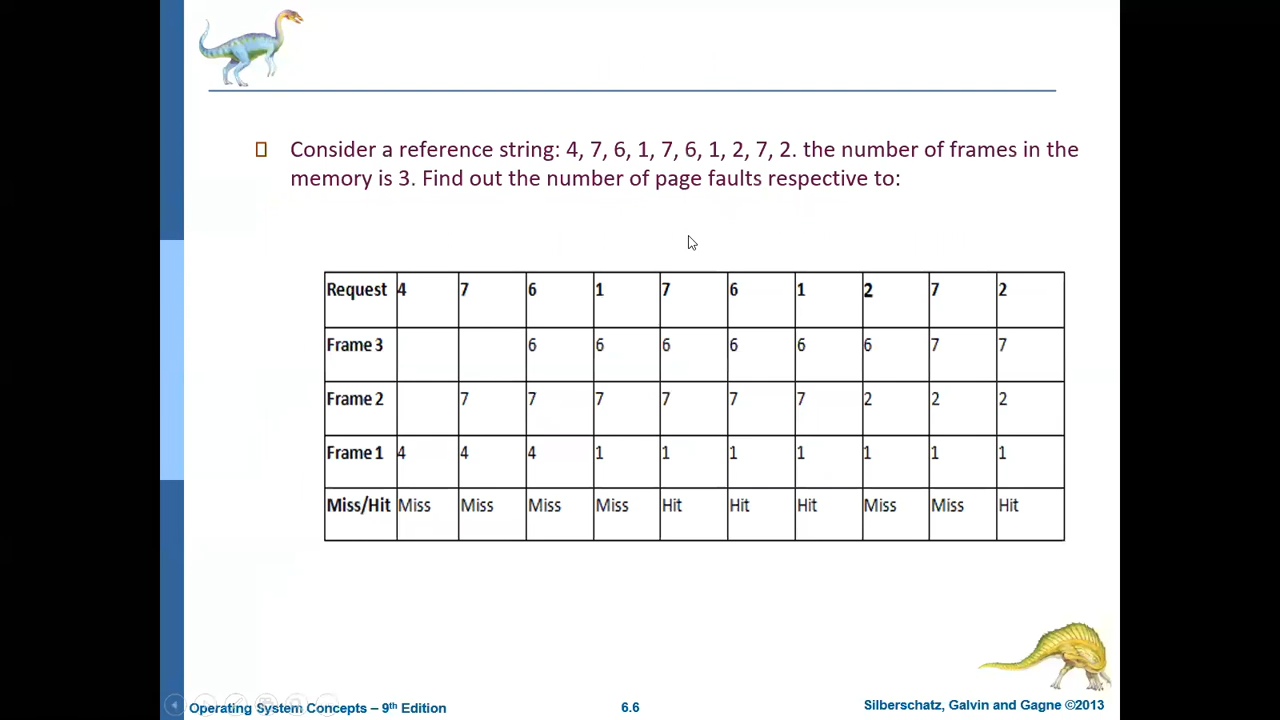 Consider a reference string: 4, 7, 6, 1, 7, 6, 1, 2, 7, 2. the number of frames in the
memory is 3. Find out the number of page faults respective to:
Request 4 7 6 1 7 6 1 2 7 2
Frame 3 6 6 6 6 6 6 7 7
Frame 2 7 7 7 7 7 7 2 2 2
Frame 1 4 4 4 1 1 1 1 1 1 1
Miss/Hit Miss Miss Miss Miss Hit Hit Hit Miss Miss Hit
Operating System Concepts – 9th Edition 6.6 Silberschatz, Galvin and Gagne ©2013